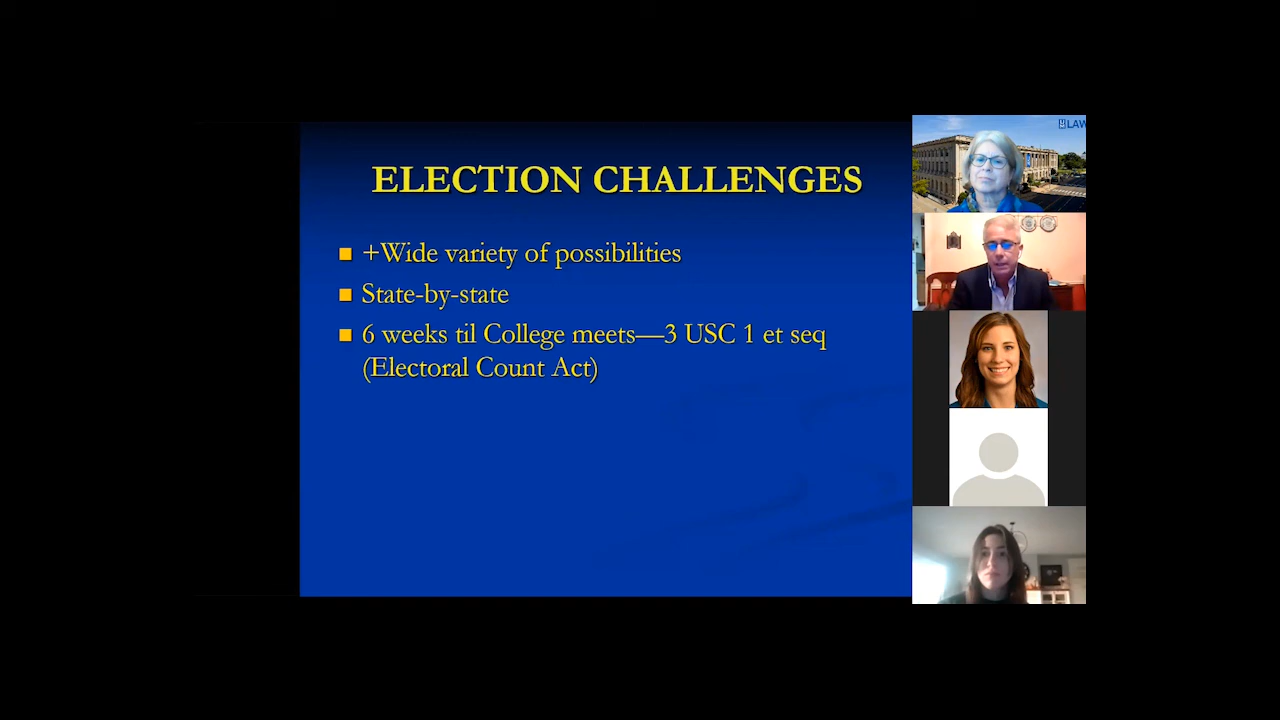 LAW
ELECTION CHALLENGES
+Wide variety of possibilities
State-by-state
6 weeks til College meets—3 USC 1 et seq
(Electoral Count Act)